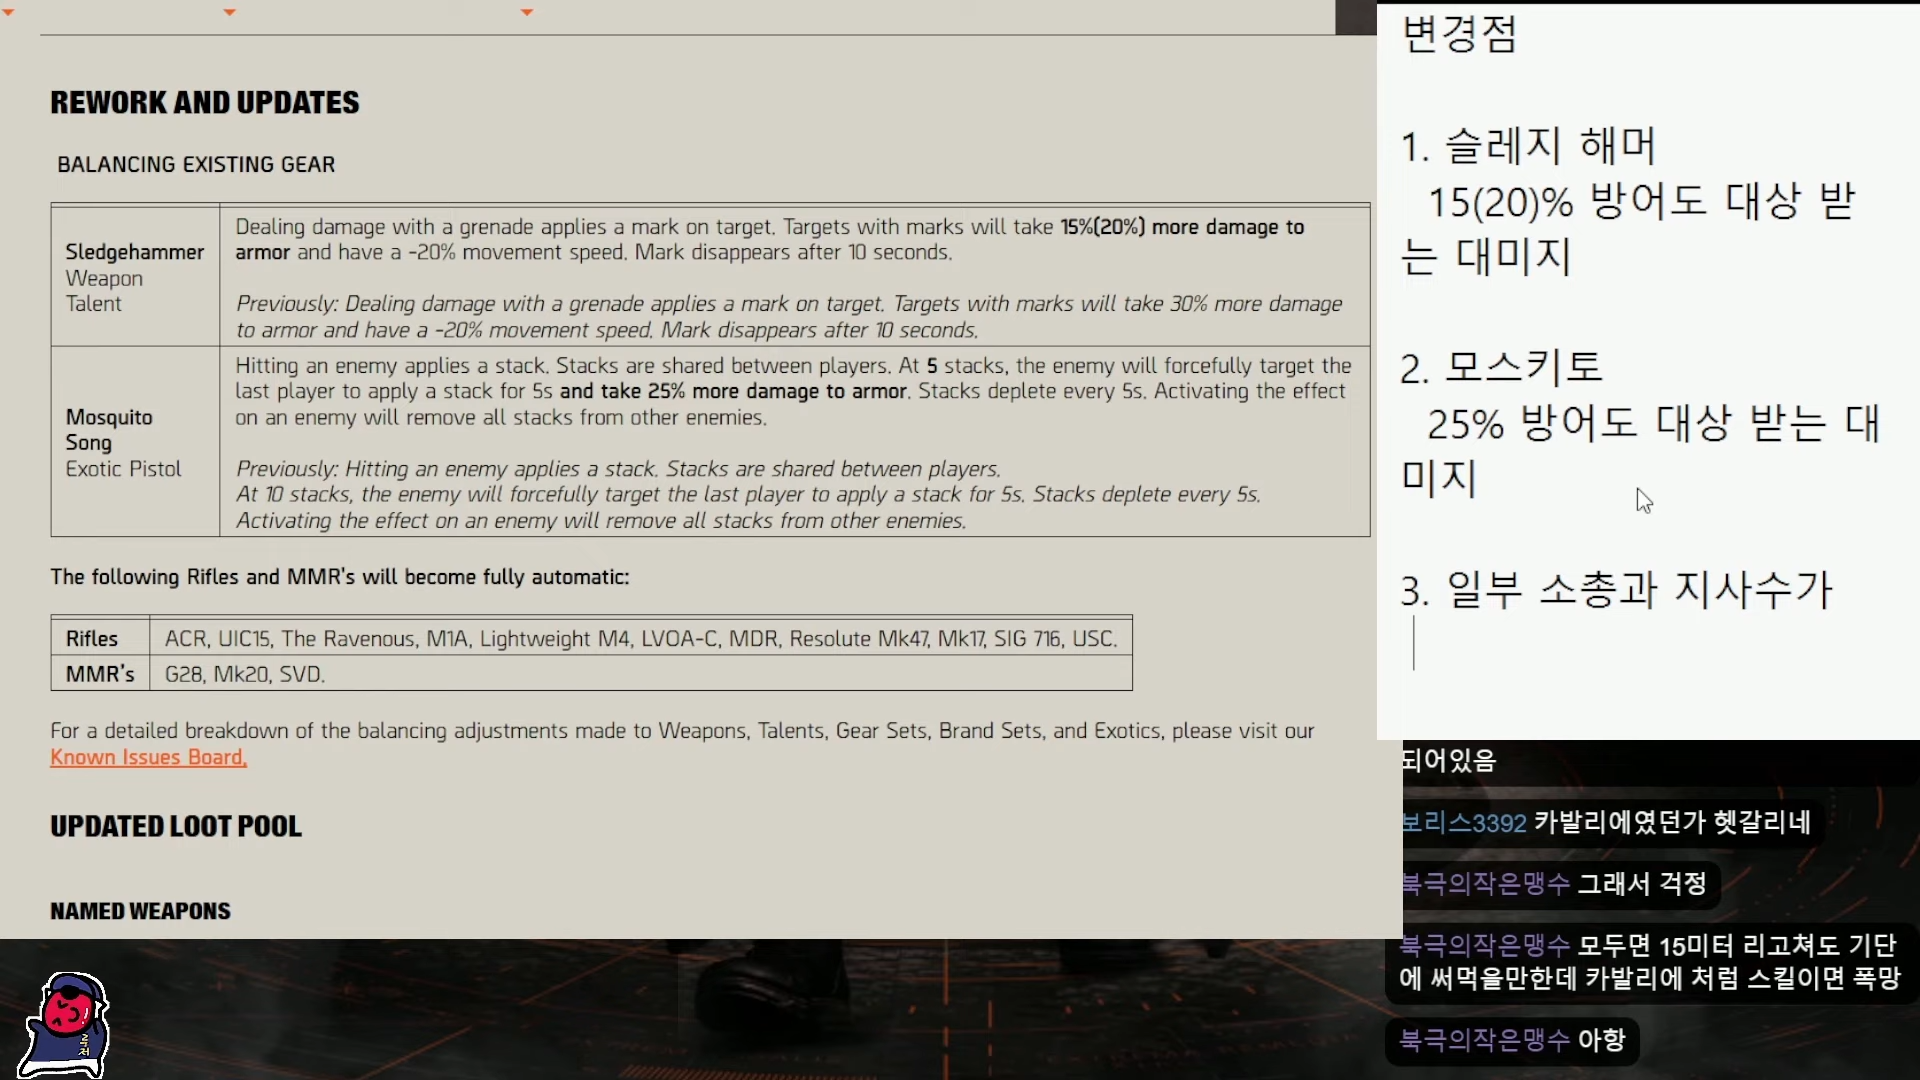 REWORK AND UPDATES
BALANCING EXISTING GEAR
Sledgehammer
Weapon
Talent
Dealing damage with a grenade applies a mark on target. Targets with marks will take 15%(20%) more damage to
armor and have a -20% movement speed. Mark disappears after 10 seconds.
Previously: Dealing damage with a grenade applies a mark on target. Targets with marks will take 30% more damage
to armor and have a -20% movement speed. Mark disappears after 10 seconds.
Mosquito
Song
Exotic Pistol
Hitting an enemy applies a stack. Stacks are shared between players. At 5 stacks, the enemy will forcefully target the
last player to apply a stack for 5s and take 25% more damage to armor. Stacks deplete every 5s. Activating the effect
on an enemy will remove all stacks from other enemies.
Previously: Hitting an enemy applies a stack. Stacks are shared between players.
At 10 stacks, the enemy will forcefully target the last player to apply a stack for 5s. Stacks deplete every 5s.
Activating the effect on an enemy will remove all stacks from other enemies.
The following Rifles and MMR's will become fully automatic:
Rifles ACR, UIC15, The Ravenous, M1A, Lightweight M4, LVOA-C, MDR, Resolute Mk47, Mk17, SIG 716, USC.
MMR's G28, Mk20, SVD.
For a detailed breakdown of the balancing adjustments made to Weapons, Talents, Gear Sets, Brand Sets, and Exotics, please visit our
Known Issues Board.
UPDATED LOOT POOL
NAMED WEAPONS
변경점
1. 슬레지 해머
15(20)% 방어도 대상 받
는 대미지
2. 모스키토
25% 방어도 대상 받는 대
미지
3. 일부 소총과 지사수가
되어있음
보리스3392 카발리에였던가 헷갈리네
북극의작은맹수 그래서 걱정
북극의작은맹수 모두면 15미터 리고쳐도 기단
에 써먹을만한데 카발리에 처럼 스킬이면 폭망
북극의작은맹수 아항
루저